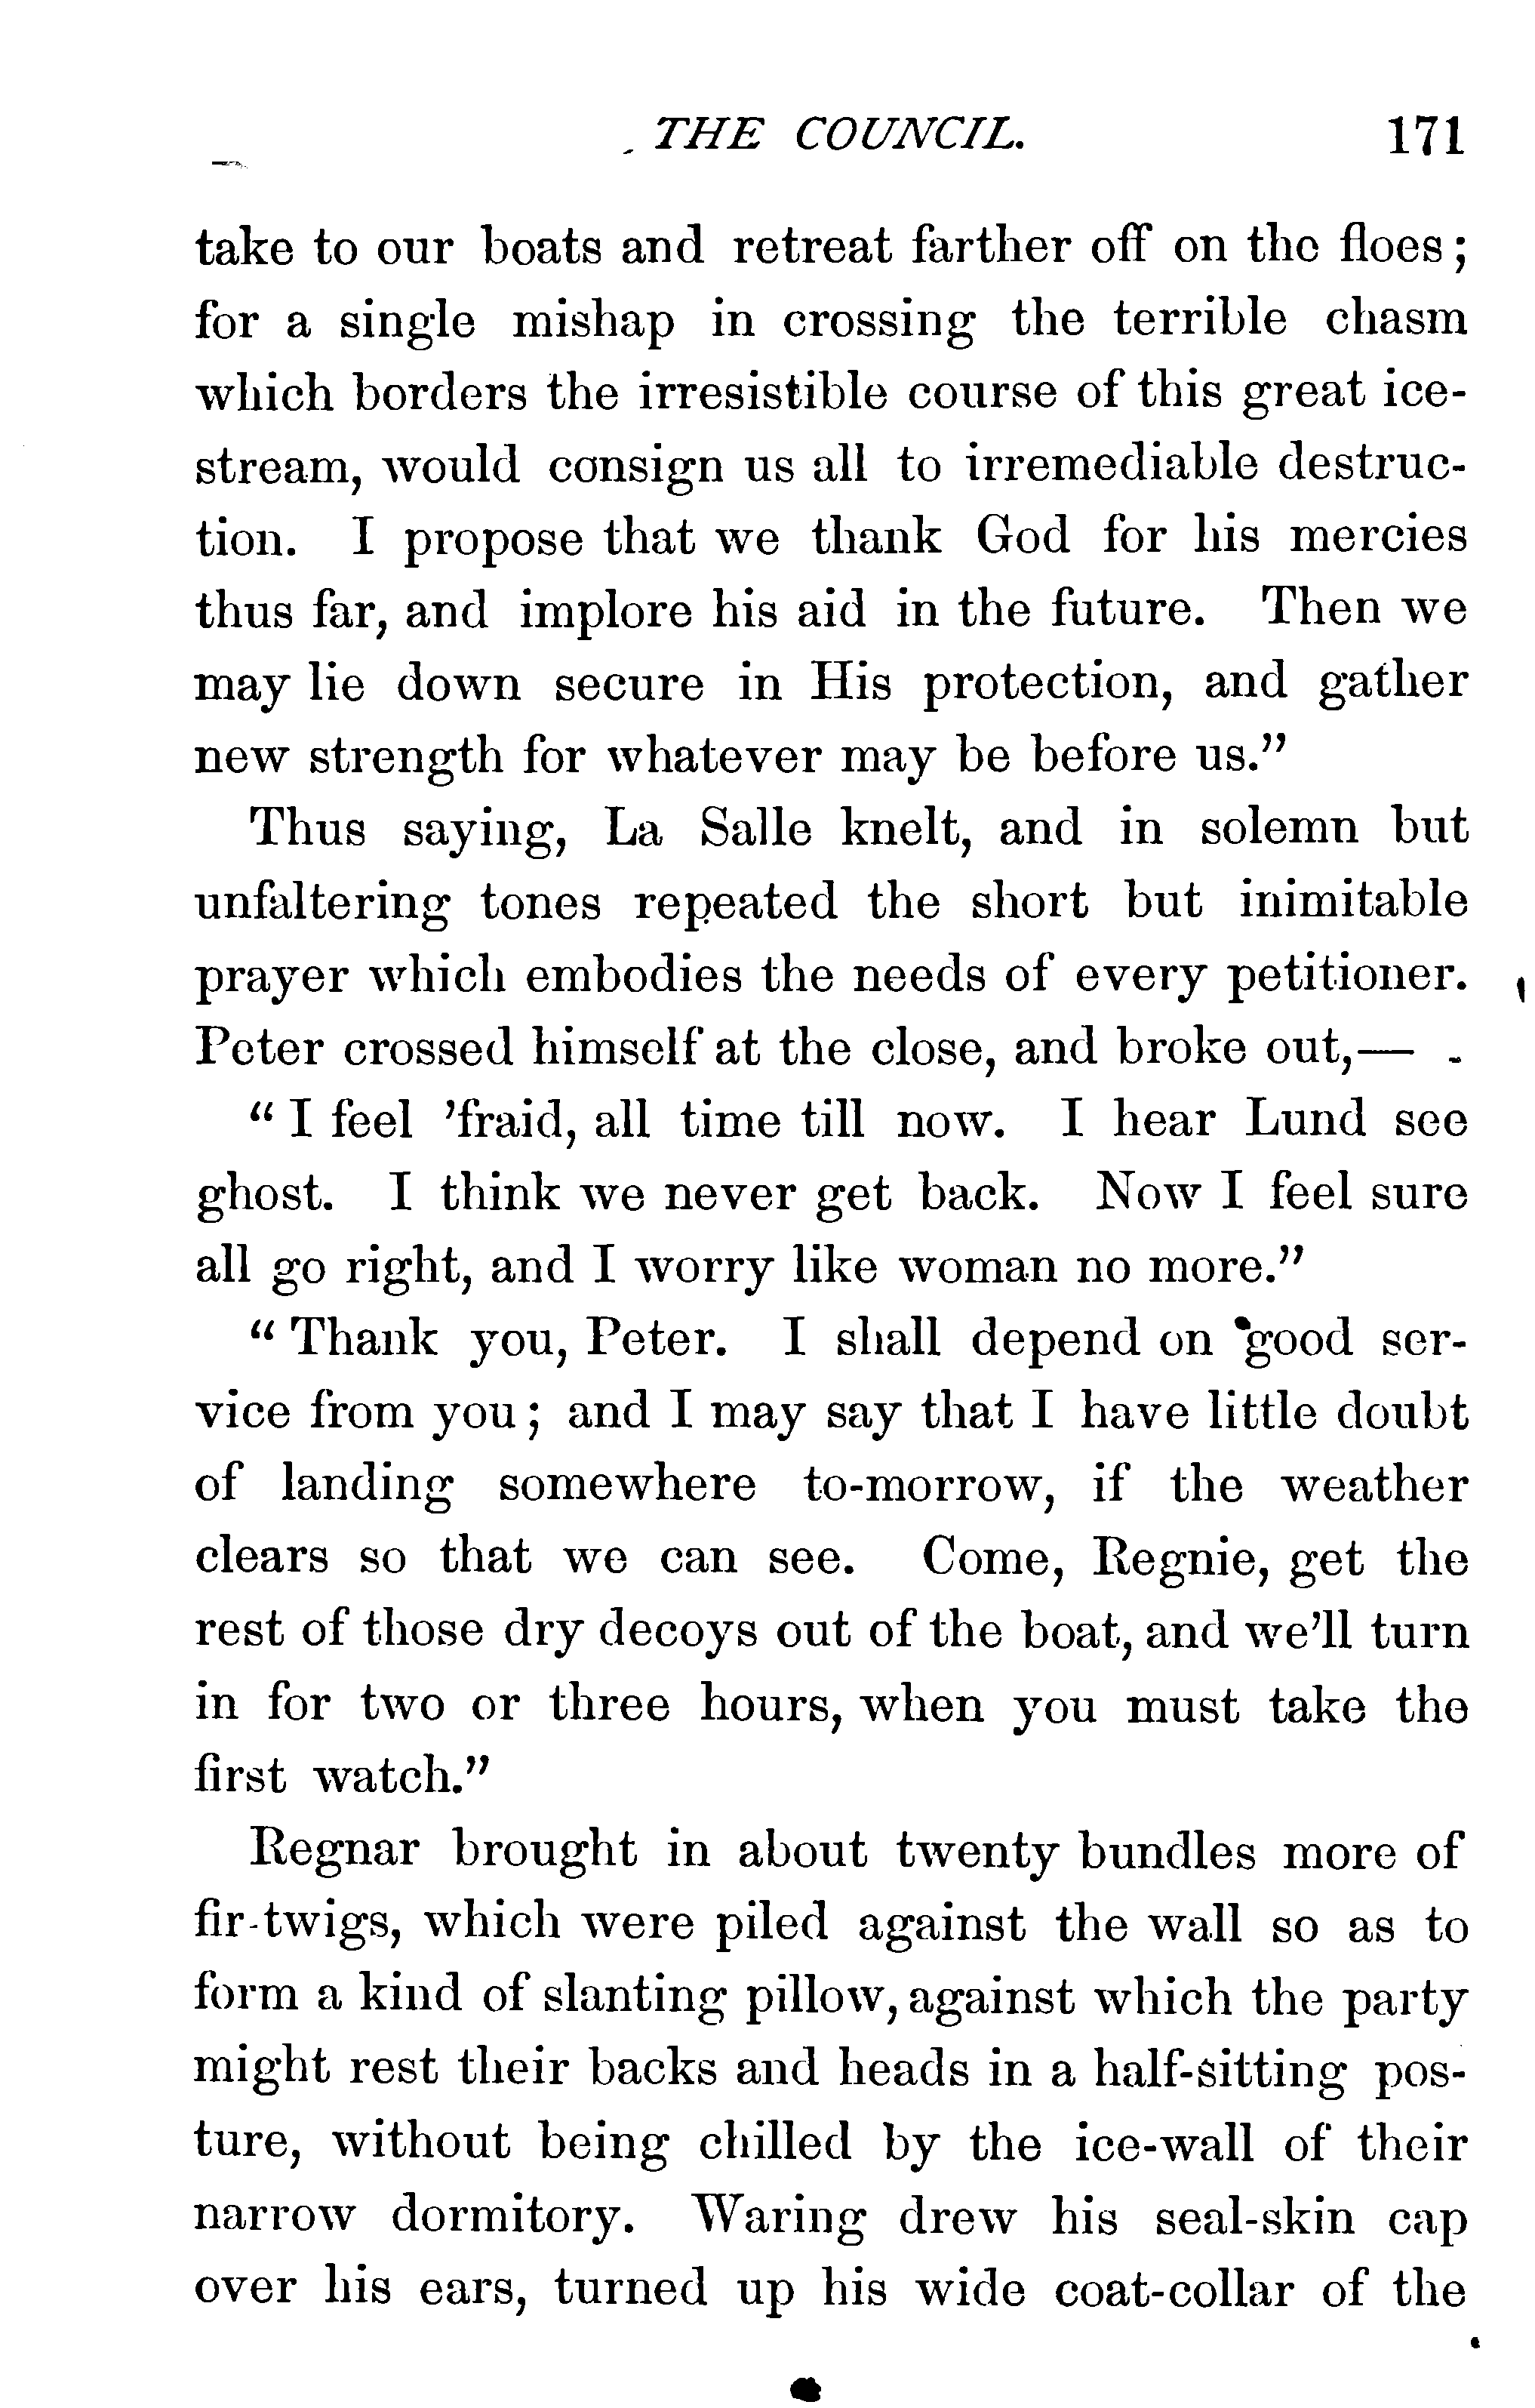 THE COUNCIL. 171
take to our boats and retreat farther off on the floes;
for a single mishap in crossing the terrible chasm
which borders the irresistible course of this great ice-
stream, would consign us all to irremediable destruc-
tion. I propose that we thank God for his mercies
thus far, and implore his aid in the future. Then we
may lie down secure in His protection, and gather
new strength for whatever may be before us."
Thus saying, La Salle knelt, and in solemn but
unfaltering tones repeated the short but inimitable
prayer which embodies the needs of every petitioner.
Peter crossed himself at the close, and broke out,—
"I feel 'fraid, all time till now. I hear Lund see
ghost. I think we never get back. Now I feel sure
all go right, and I worry like woman no more."
"Thank you, Peter. I shall depend on good ser-
vice from you; and I may say that I have little doubt
of landing somewhere to-morrow, if the weather
clears so that we can see. Come, Regnie, get the
rest of those dry decoys out of the boat, and we'll turn
in for two or three hours, when you must take the
first watch."
Regnar brought in about twenty bundles more of
fir-twigs, which were piled against the wall so as to
form a kind of slanting pillow, against which the party
might rest their backs and heads in a half-sitting pos-
ture, without being chilled by the ice-wall of their
narrow dormitory. Waring drew his seal-skin cap
over his ears, turned up his wide coat-collar of the